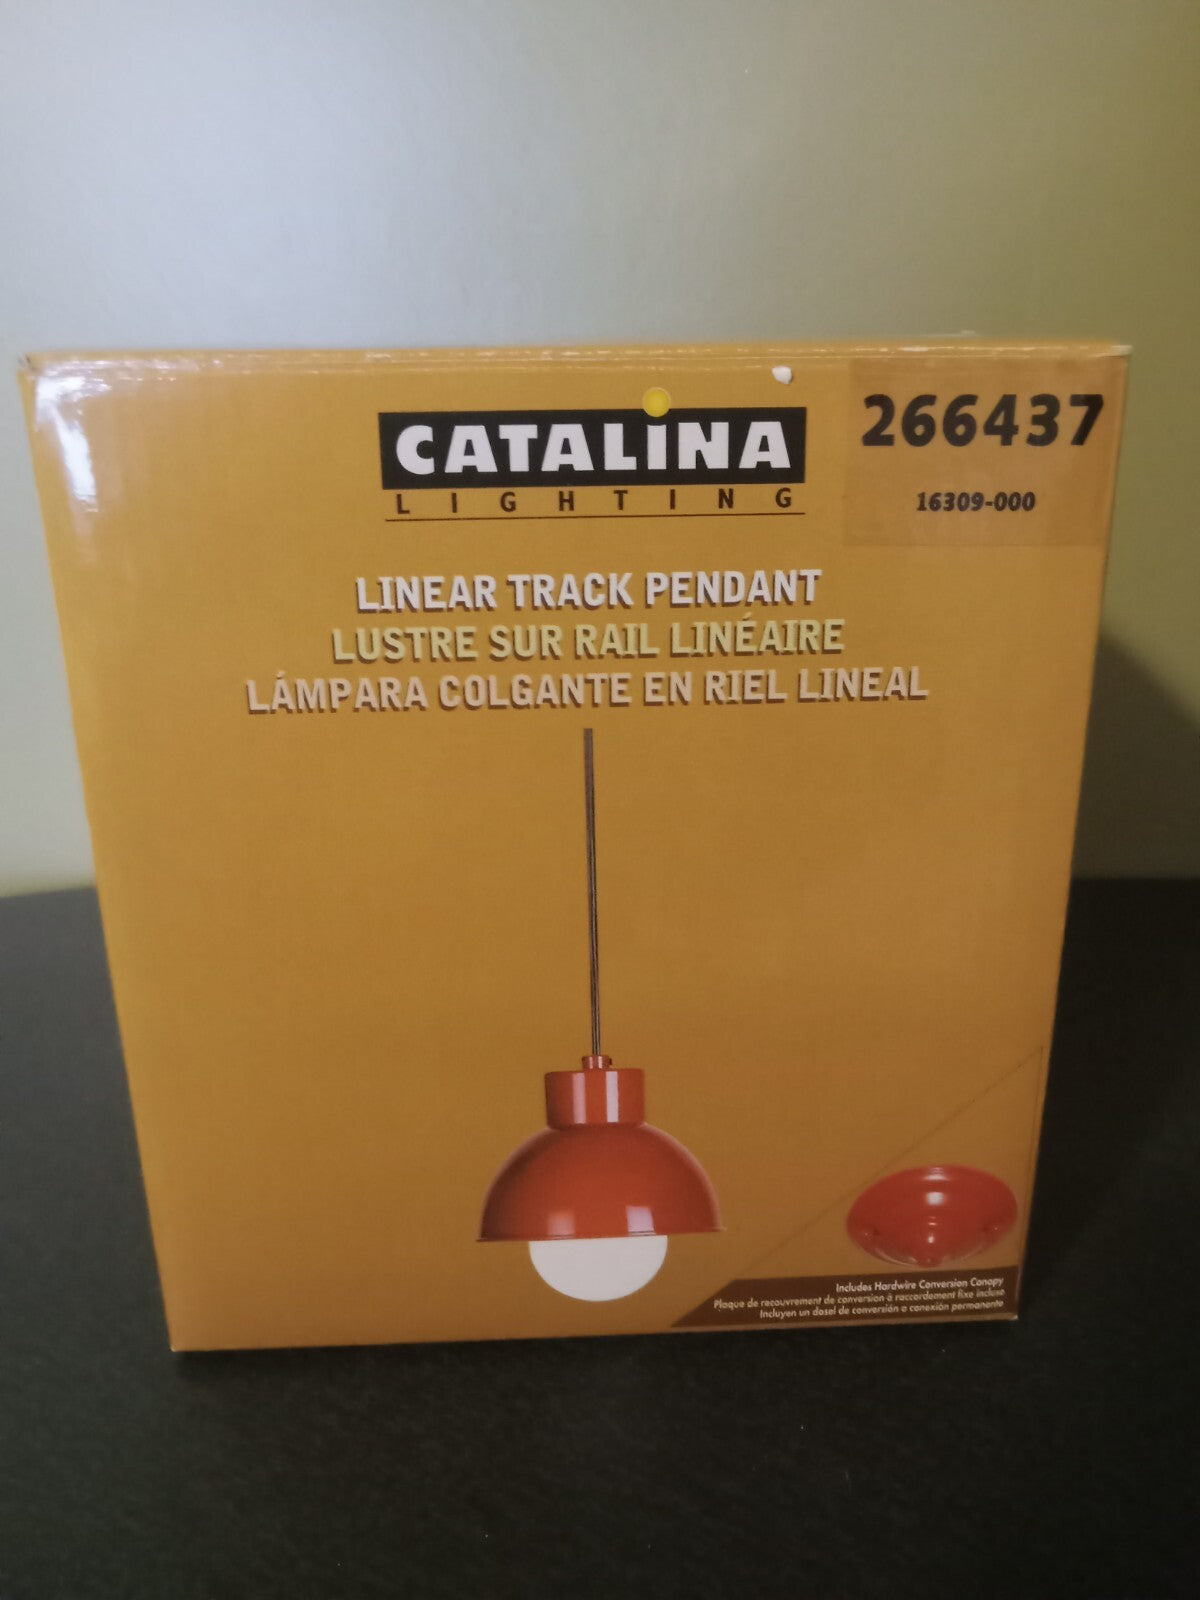 CATALINA
LIGHTING
266437
16309-000
LINEAR TRACK PENDANT
LUSTRE SUR RAIL LINÉAIRE
LÁMPARA COLGANTE EN RIEL LINEAL
Includes Hardwire Conversion Canopy
Plaque de recouvrement de conversion à raccordement fixe incluse
Incluyen un dosel de conversión a conexión permanente